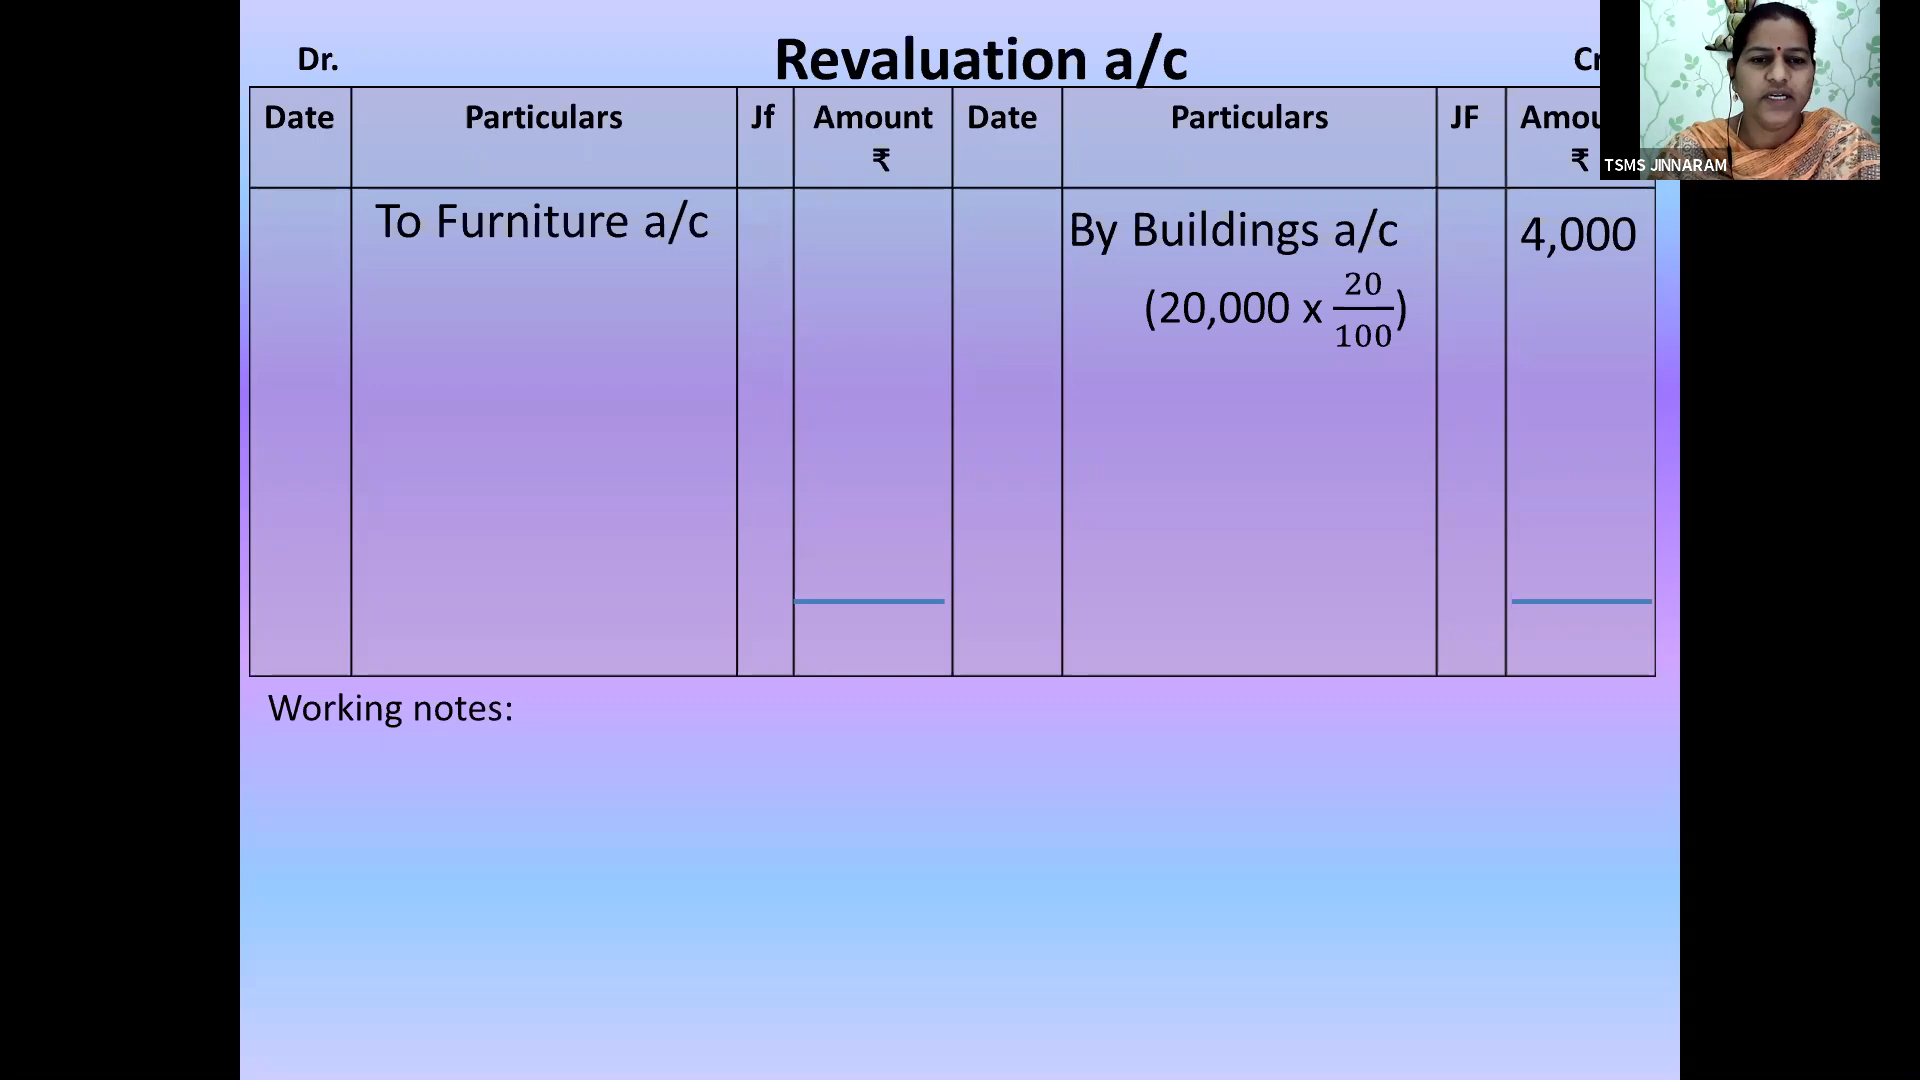 Dr. Revaluation a/c Cr
Date Particulars Jf Amount Date Particulars JF Amou
₹ ₹
TSMS JINNARAM
To Furniture a/c By Buildings a/c 4,000
(20,000 x 20/100)
Working notes: